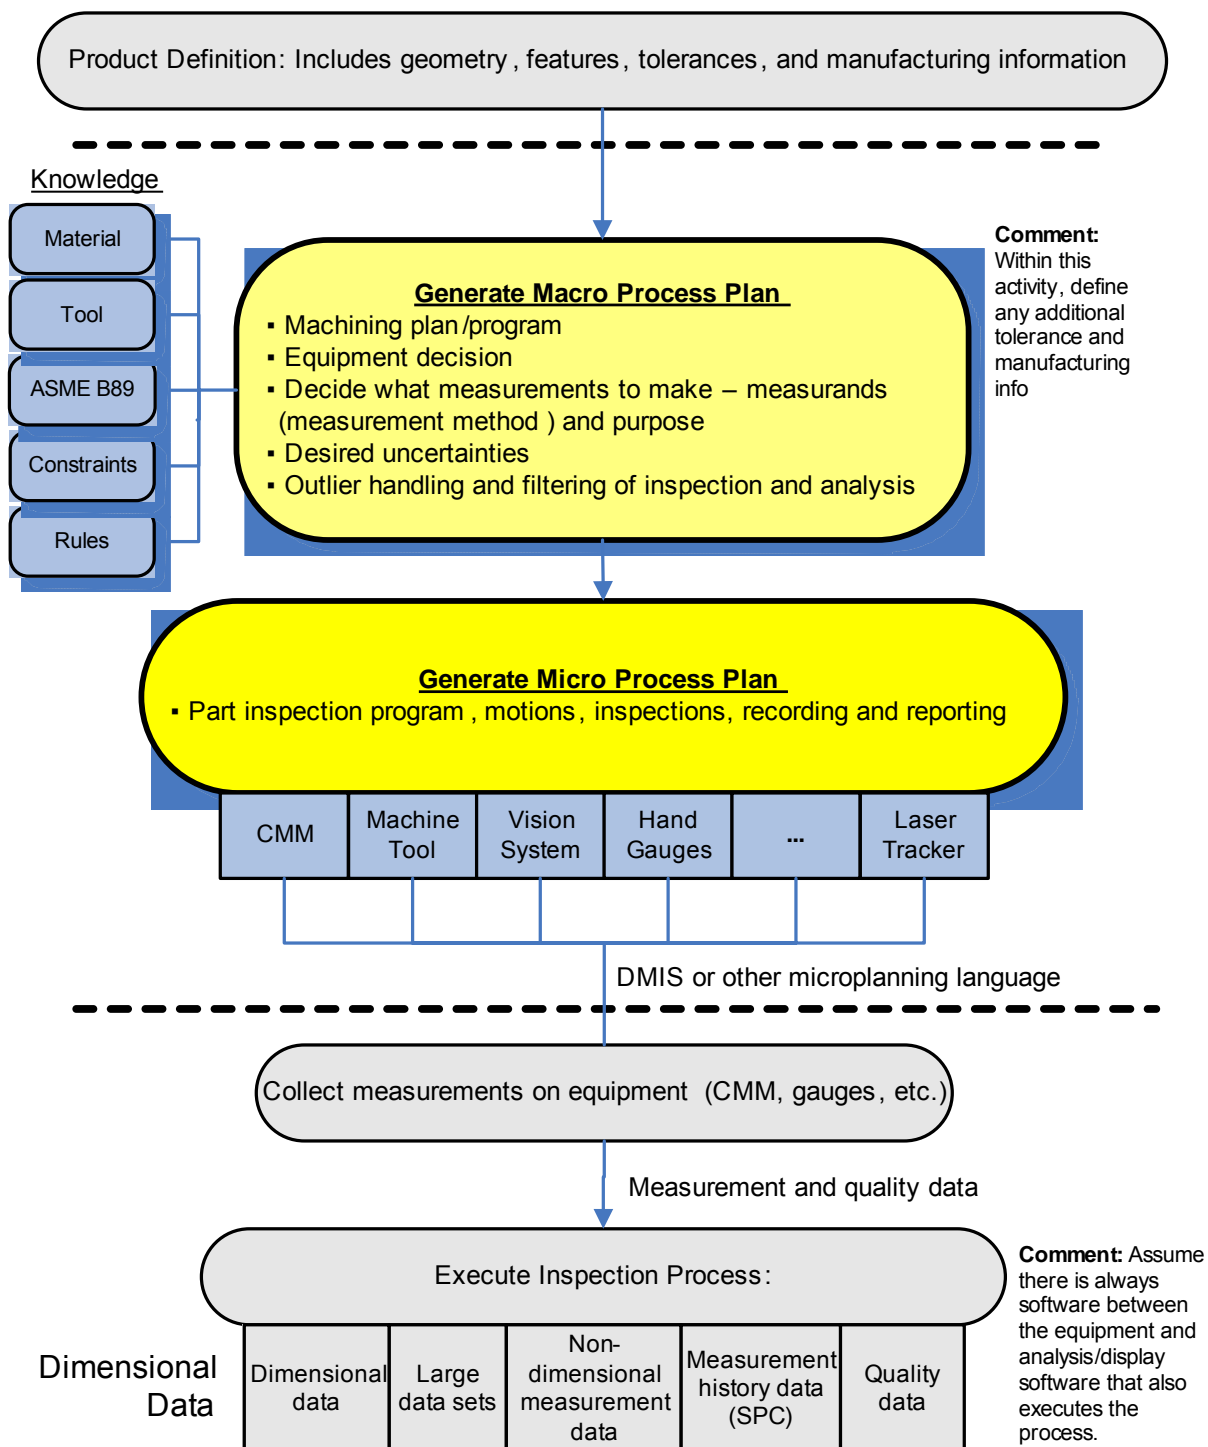 Product Definition: Includes geometry, features, tolerances, and manufacturing information
Knowledge
Material
Tool
ASME B89
Constraints
Rules
Generate Macro Process Plan
▪ Machining plan/program
▪ Equipment decision
▪ Decide what measurements to make – measurands
(measurement method) and purpose
▪ Desired uncertainties
▪ Outlier handling and filtering of inspection and analysis
Comment:
Within this
activity, define
any additional
tolerance and
manufacturing
info
Generate Micro Process Plan
▪ Part inspection program, motions, inspections, recording and reporting
CMM
Machine
Tool
Vision
System
Hand
Gauges
...
Laser
Tracker
DMIS or other microplanning language
Collect measurements on equipment (CMM, gauges, etc.)
Measurement and quality data
Execute Inspection Process:
Dimensional
Data
Dimensional
data
Large
data sets
Non-
dimensional
measurement
data
Measurement
history data
(SPC)
Quality
data
Comment: Assume
there is always
software between
the equipment and
analysis/display
software that also
executes the
process.